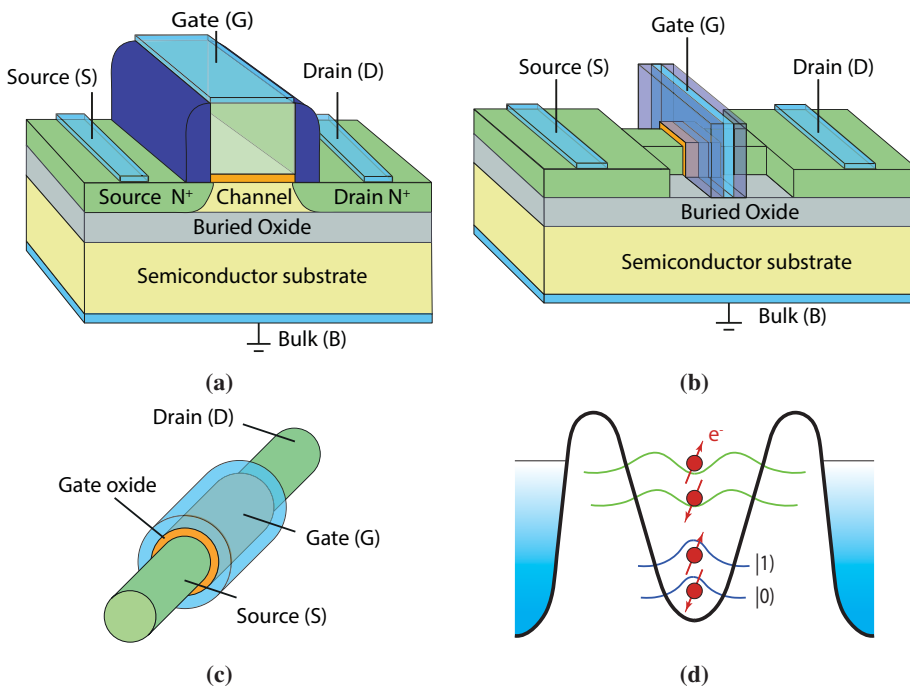 Gate (G)
Source (S)
Drain (D)
Source N⁺
Channel
Drain N⁺
Buried Oxide
Semiconductor substrate
Bulk (B)
(a)
Gate (G)
Source (S)
Drain (D)
Buried Oxide
Semiconductor substrate
Bulk (B)
(b)
Drain (D)
Gate oxide
Gate (G)
Source (S)
(c)
e⁻
|1)
|0)
(d)